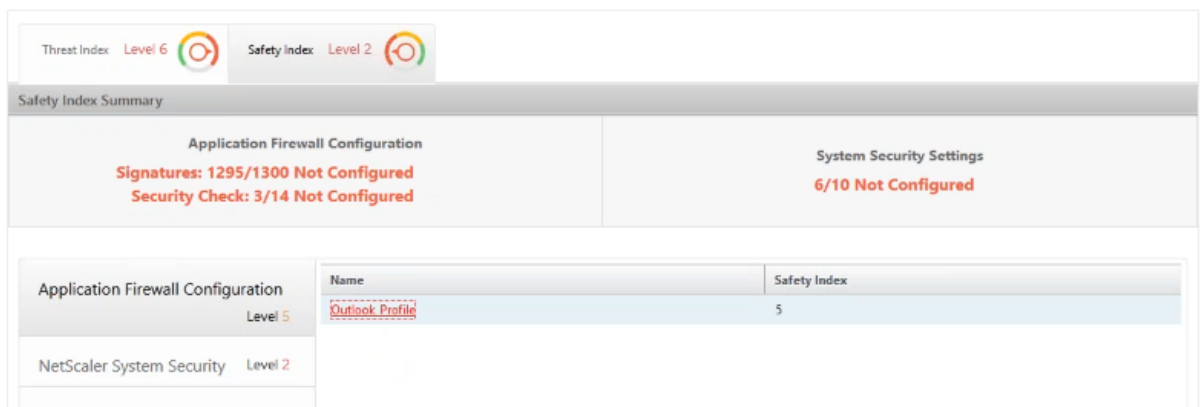 Threat Index Level 6 Safety Index Level 2
Safety Index Summary
Application Firewall Configuration
Signatures: 1295/1300 Not Configured
Security Check: 3/14 Not Configured
System Security Settings
6/10 Not Configured
Application Firewall Configuration
Level 5
NetScaler System Security Level 2
Name Safety Index
Outlook Profile 5